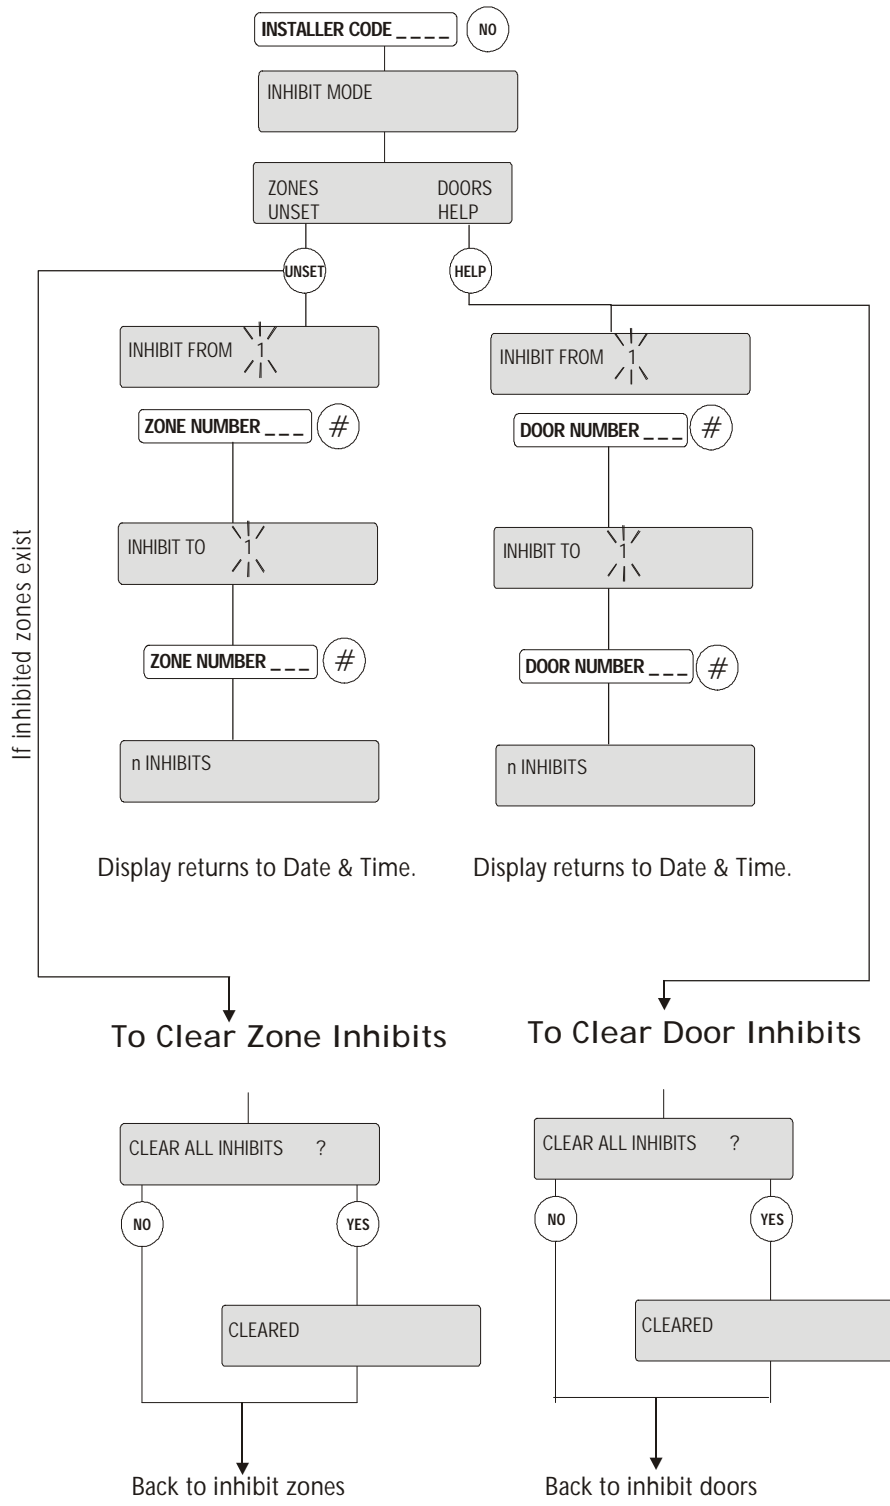 INSTALLER CODE _ _ _ _ NO
INHIBIT MODE
ZONES DOORS
UNSET HELP
UNSET HELP
INHIBIT FROM 1
ZONE NUMBER _ _ _ #
INHIBIT TO 1
ZONE NUMBER _ _ _ #
n INHIBITS
Display returns to Date & Time.
INHIBIT FROM 1
DOOR NUMBER _ _ _ #
INHIBIT TO 1
DOOR NUMBER _ _ _ #
n INHIBITS
Display returns to Date & Time.
If inhibited zones exist
To Clear Zone Inhibits
CLEAR ALL INHIBITS ?
NO YES
CLEARED
Back to inhibit zones
To Clear Door Inhibits
CLEAR ALL INHIBITS ?
NO YES
CLEARED
Back to inhibit doors